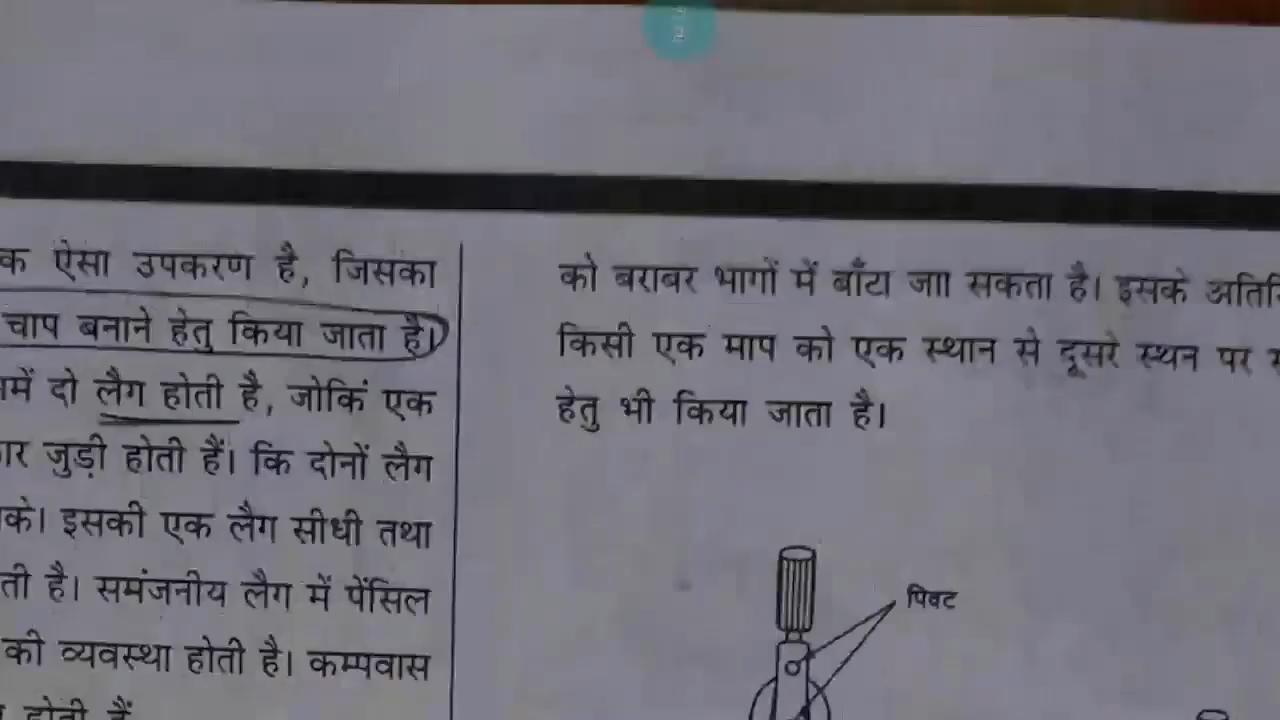 क ऐसा उपकरण है, जिसका
चाप बनाने हेतु किया जाता है।
में दो लैग होती है, जोकिं एक
जुड़ी होती हैं। कि दोनों लैग
इसकी एक लैग सीधी तथा
है। समंजनीय लैग में पेंसिल
की व्यवस्था होती है। कम्पवास
होती हैं
को बराबर भागों में बाँटा जाा सकता है। इसके
किसी एक माप को एक स्थान से दूसरे स्थन पर
हेतु भी किया जाता है।
पिवट